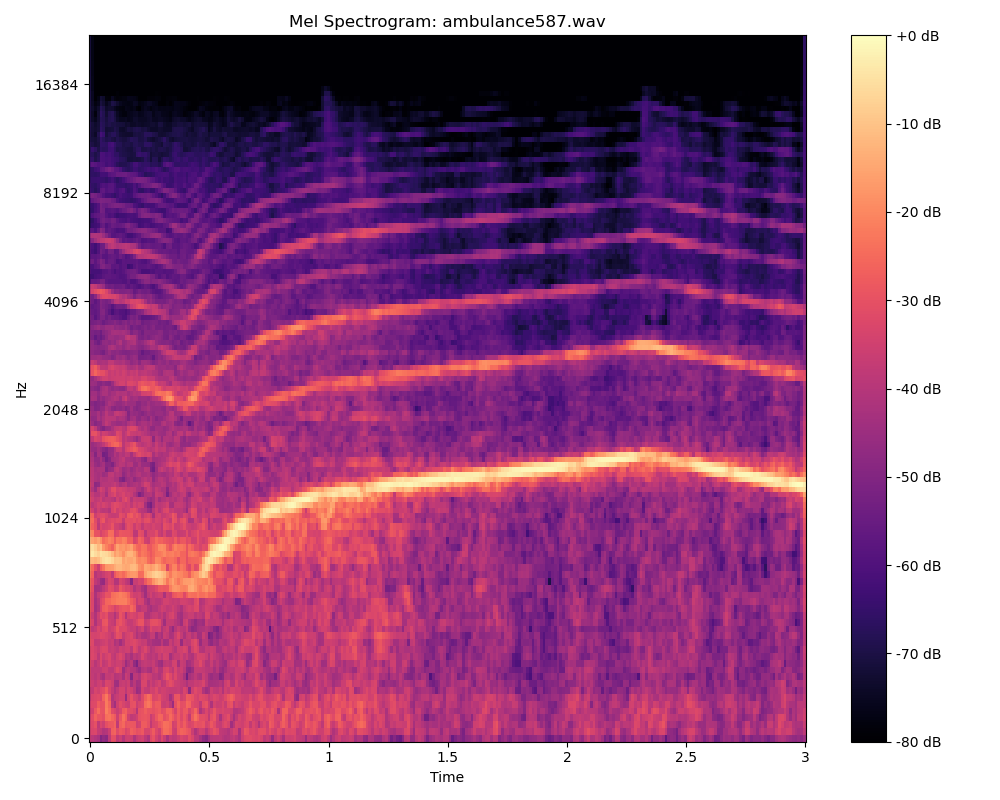 Mel Spectrogram: ambulance587.wav
Hz
16384
8192
4096
2048
1024
512
0
0 0.5 1 1.5 2 2.5 3
Time
+0 dB
-10 dB
-20 dB
-30 dB
-40 dB
-50 dB
-60 dB
-70 dB
-80 dB